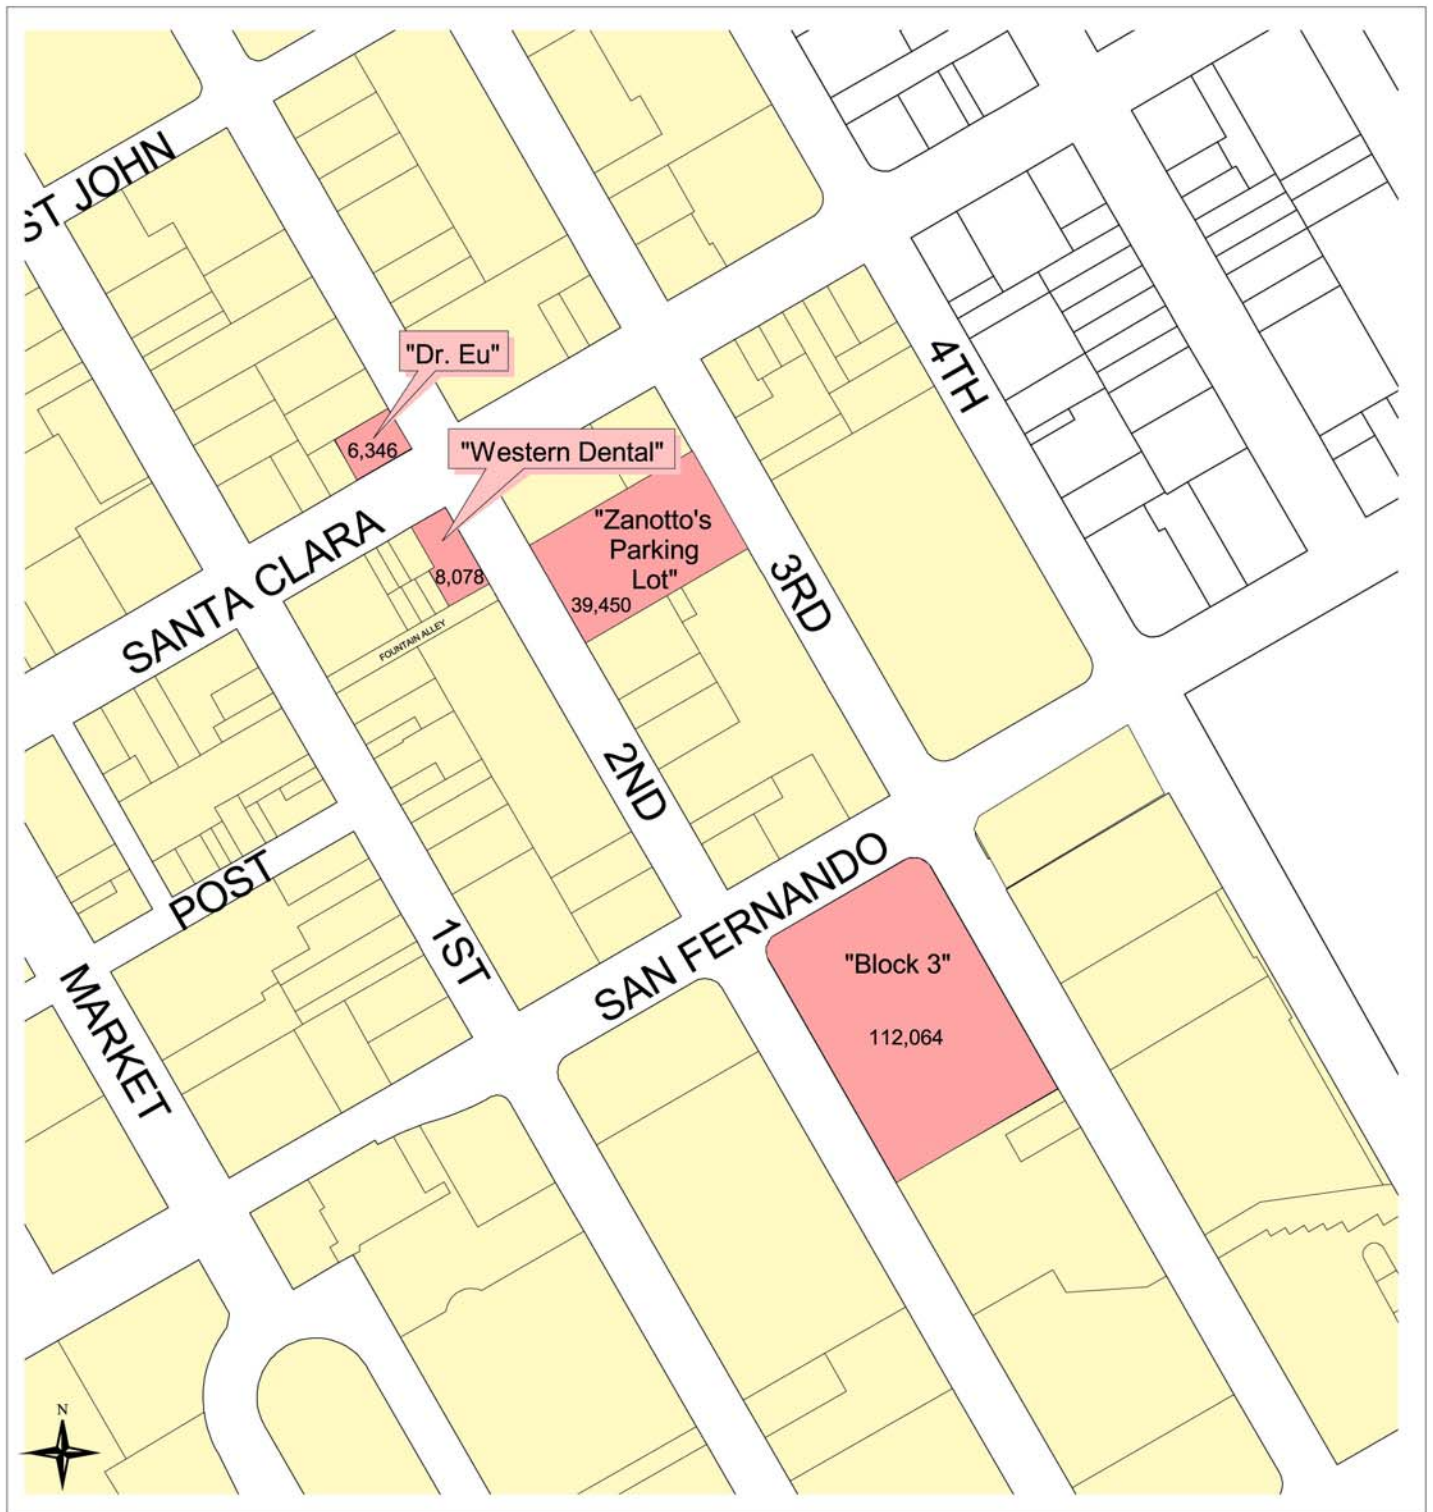 ST JOHN
"Dr. Eu"
6,346
4TH
"Western Dental"
SANTA CLARA
"Zanotto's
Parking
Lot"
39,450
8,078
3RD
FOUNTAIN ALLEY
2ND
POST
SAN FERNANDO
1ST
"Block 3"
112,064
MARKET
N